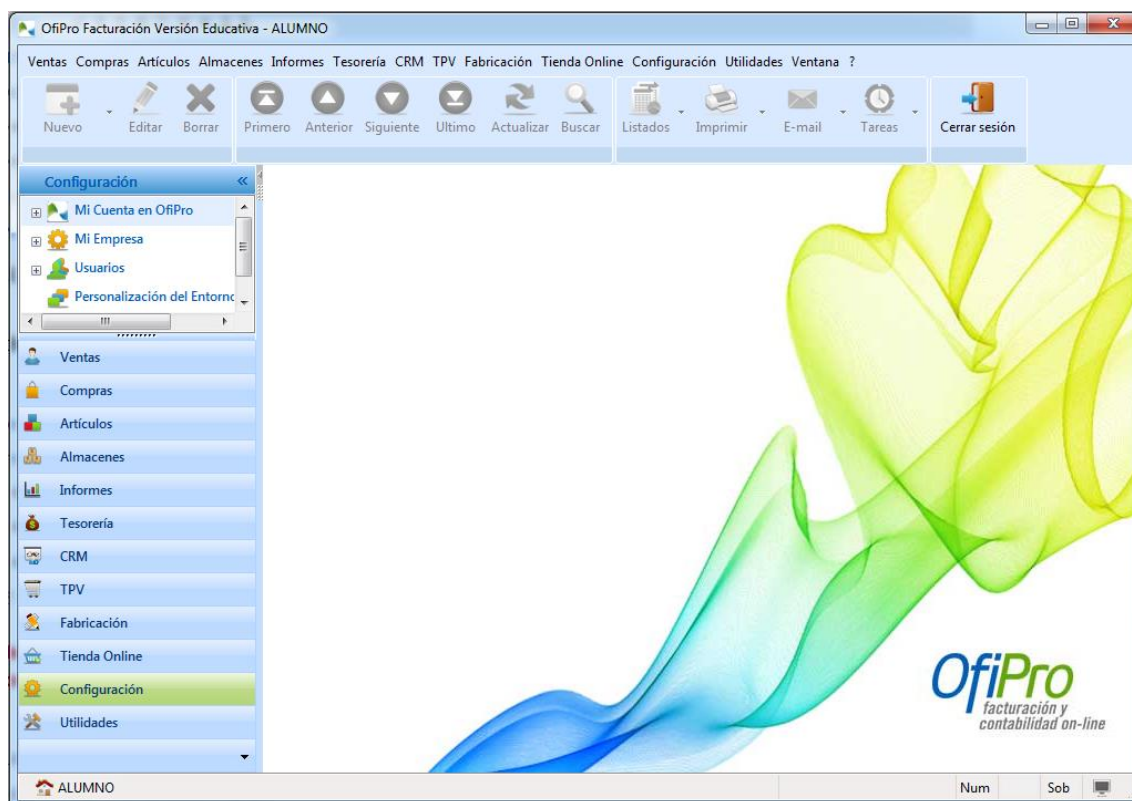 OfiPro Facturación Versión Educativa - ALUMNO
Ventas Compras Artículos Almacenes Informes Tesorería CRM TPV Fabricación Tienda Online Configuración Utilidades Ventana ?
Nuevo Editar Borrar Primero Anterior Siguiente Ultimo Actualizar Buscar Listados Imprimir E-mail Tareas Cerrar sesión
Configuración «
Mi Cuenta en OfiPro
Mi Empresa
Usuarios
Personalización del Entorno
Ventas
Compras
Artículos
Almacenes
Informes
Tesorería
CRM
TPV
Fabricación
Tienda Online
Configuración
Utilidades
OfiPro
facturación y
contabilidad on-line
ALUMNO Num Sob